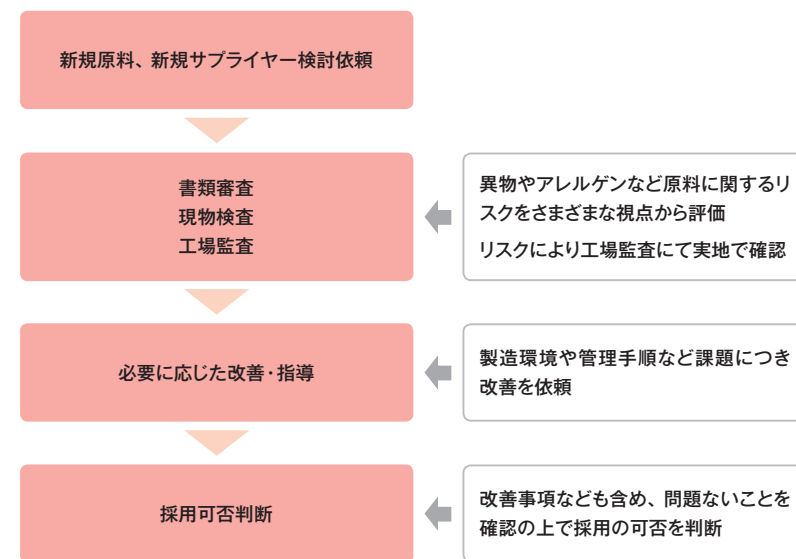 新規原料、新規サプライヤー検討依頼
書類審査
現物検査
工場監査
異物やアレルゲンなど原料に関するリ
スクをさまざまな視点から評価
リスクにより工場監査にて実地で確認
必要に応じた改善・指導
製造環境や管理手順など課題につき
改善を依頼
採用可否判断
改善事項なども含め、問題ないことを
確認の上で採用の可否を判断